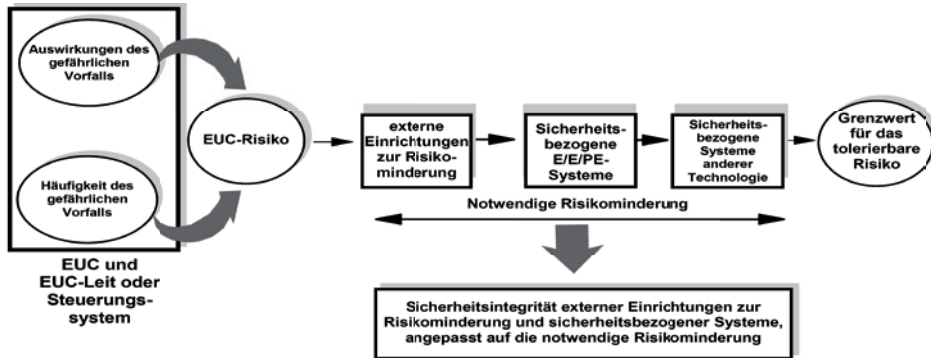 Auswirkungen des
gefährlichen
Vorfalls
Häufigkeit des
gefährlichen
Vorfalls
EUC und
EUC-Leit oder
Steuerungs-
system
EUC-Risiko
externe
Einrichtungen
zur Risiko-
minderung
Sicherheits-
bezogene
E/E/PE-
Systeme
Sicherheits-
bezogene
Systeme
anderer
Technologie
Grenzwert
für das
tolerierbare
Risiko
Notwendige Risikominderung
Sicherheitsintegrität externer Einrichtungen zur
Risikominderung und sicherheitsbezogener Systeme,
angepasst auf die notwendige Risikominderung